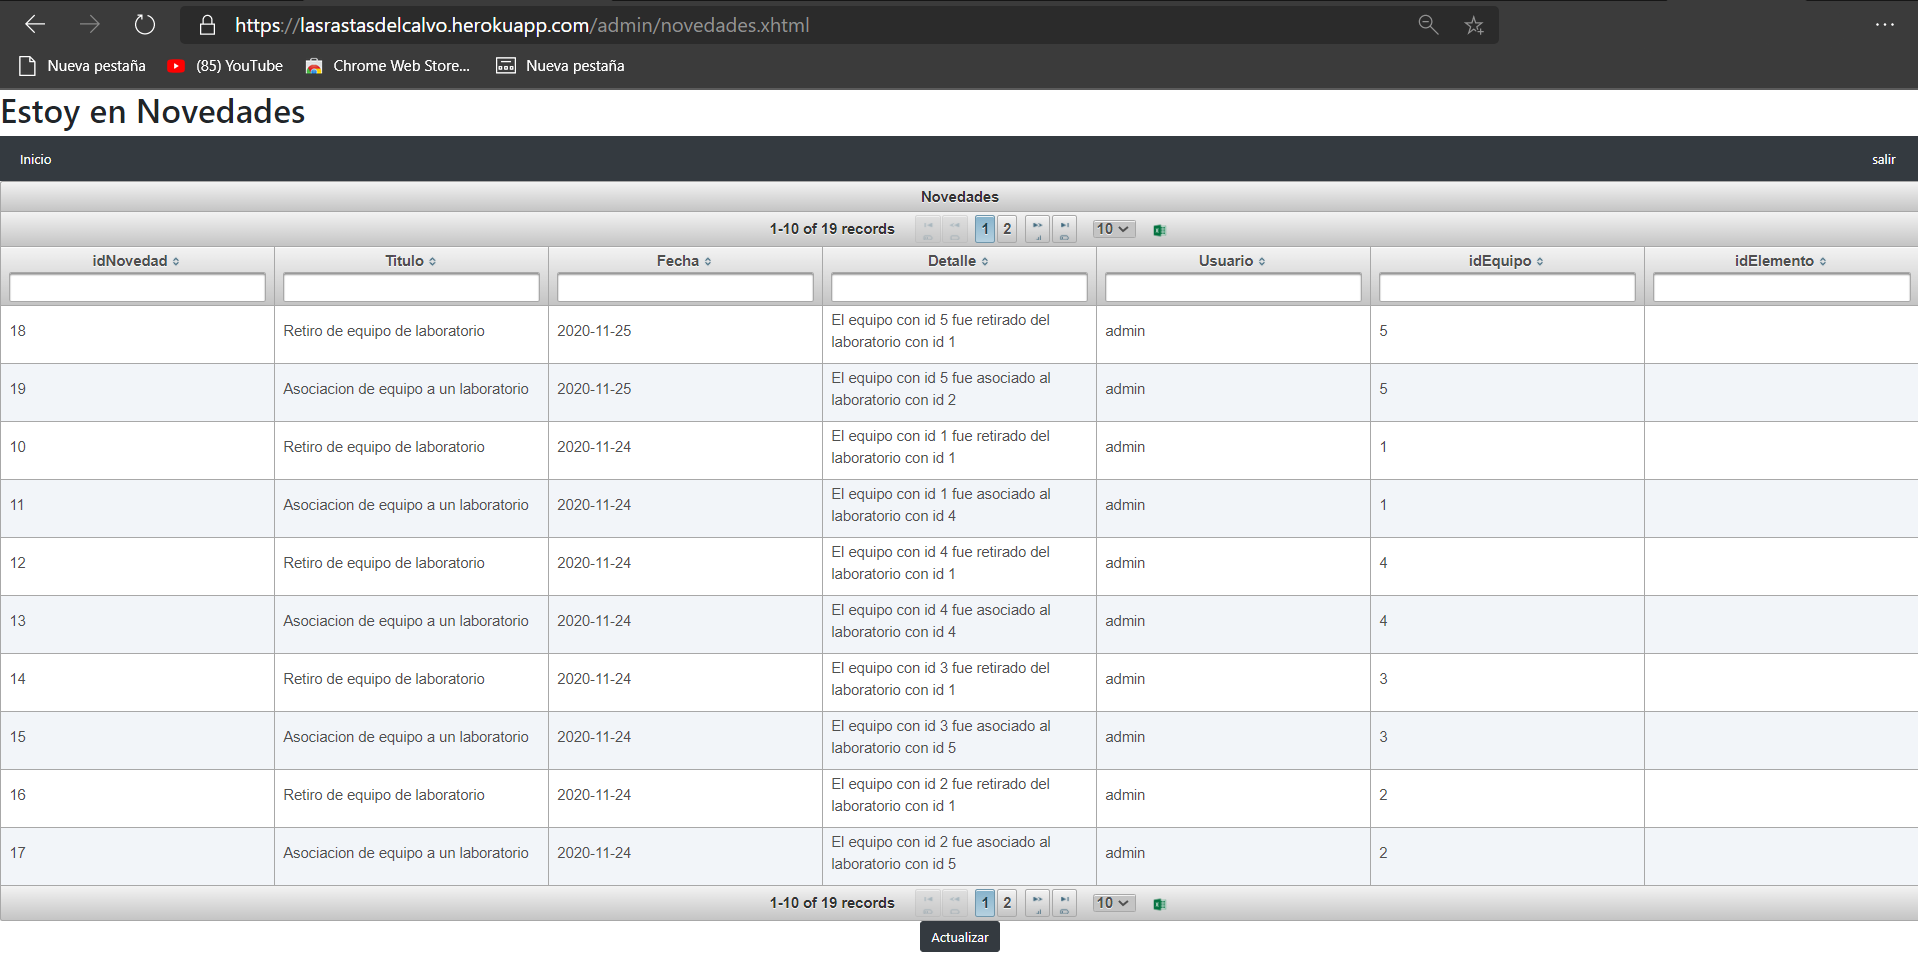 https://lasrastasdelcalvo.herokuapp.com/admin/novedades.xhtml
Nueva pestaña (85) YouTube Chrome Web Store... Nueva pestaña
Estoy en Novedades
Inicio salir
Novedades
1-10 of 19 records 1 2 10
idNovedad Titulo Fecha Detalle Usuario idEquipo idElemento
18 Retiro de equipo de laboratorio 2020-11-25 El equipo con id 5 fue retirado del
laboratorio con id 1 admin 5
19 Asociacion de equipo a un laboratorio 2020-11-25 El equipo con id 5 fue asociado al
laboratorio con id 2 admin 5
10 Retiro de equipo de laboratorio 2020-11-24 El equipo con id 1 fue retirado del
laboratorio con id 1 admin 1
11 Asociacion de equipo a un laboratorio 2020-11-24 El equipo con id 1 fue asociado al
laboratorio con id 4 admin 1
12 Retiro de equipo de laboratorio 2020-11-24 El equipo con id 4 fue retirado del
laboratorio con id 1 admin 4
13 Asociacion de equipo a un laboratorio 2020-11-24 El equipo con id 4 fue asociado al
laboratorio con id 4 admin 4
14 Retiro de equipo de laboratorio 2020-11-24 El equipo con id 3 fue retirado del
laboratorio con id 1 admin 3
15 Asociacion de equipo a un laboratorio 2020-11-24 El equipo con id 3 fue asociado al
laboratorio con id 5 admin 3
16 Retiro de equipo de laboratorio 2020-11-24 El equipo con id 2 fue retirado del
laboratorio con id 1 admin 2
17 Asociacion de equipo a un laboratorio 2020-11-24 El equipo con id 2 fue asociado al
laboratorio con id 5 admin 2
1-10 of 19 records 1 2 10
Actualizar